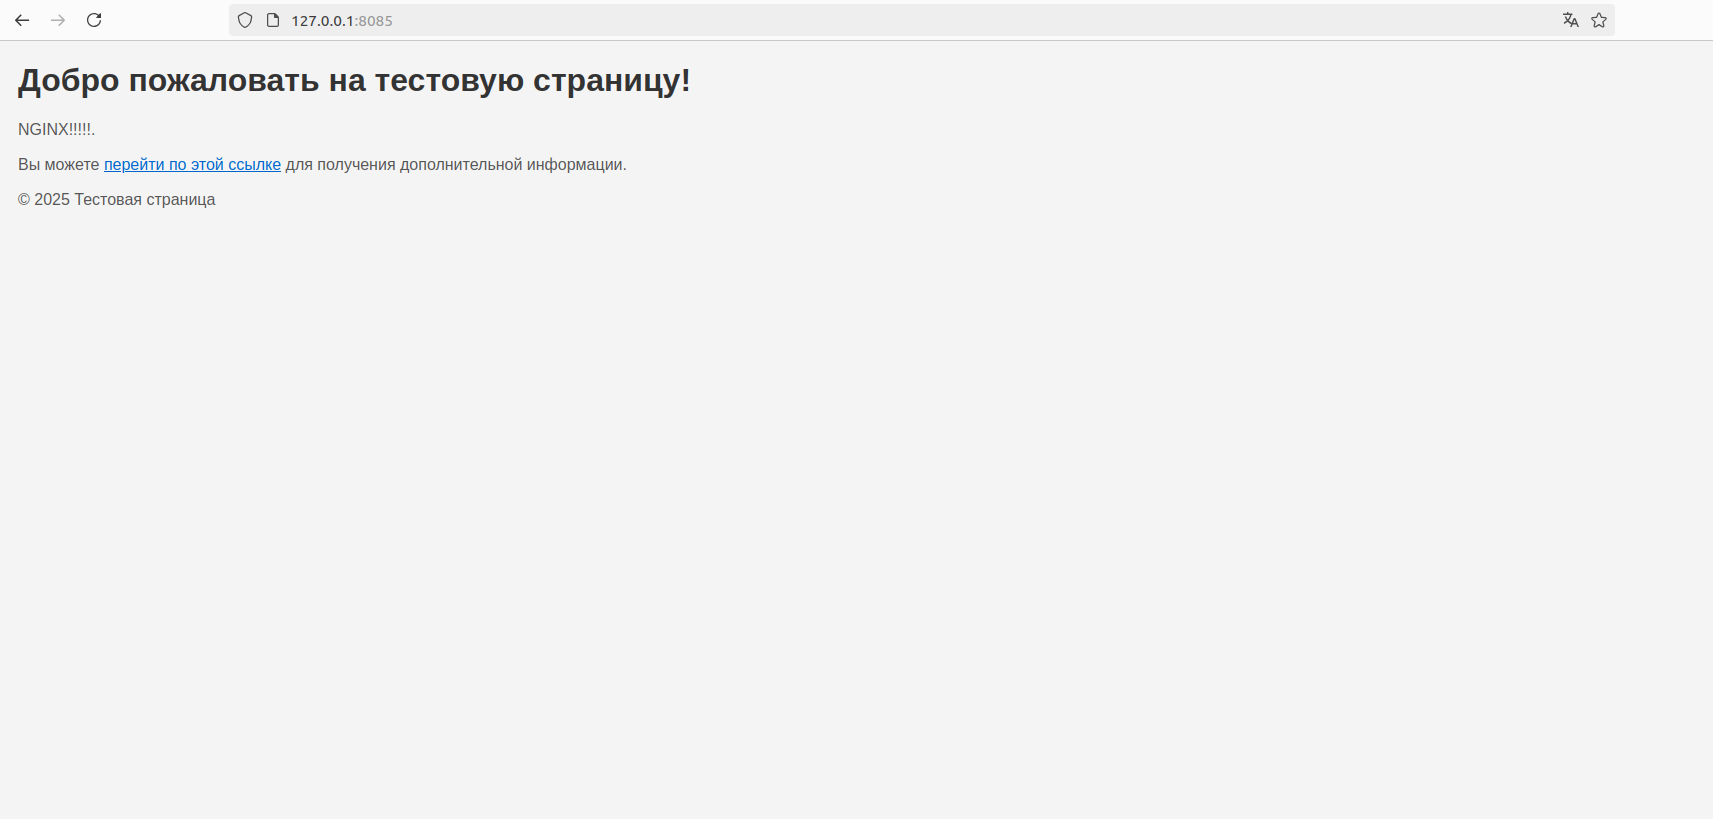 127.0.0.1:8085
Добро пожаловать на тестовую страницу!
NGINX!!!!!.
Вы можете перейти по этой ссылке для получения дополнительной информации.
© 2025 Тестовая страница